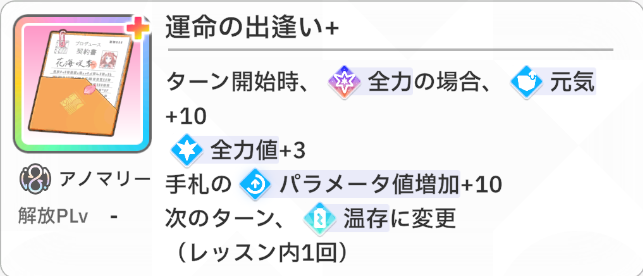 運命の出逢い+
ターン開始時、全力の場合、元気
+10
全力値+3
手札のパラメータ値増加+10
次のターン、温存に変更
（レッスン内1回）
プロデュース
契約書
花海咲季
アノマリー
解放PLv -